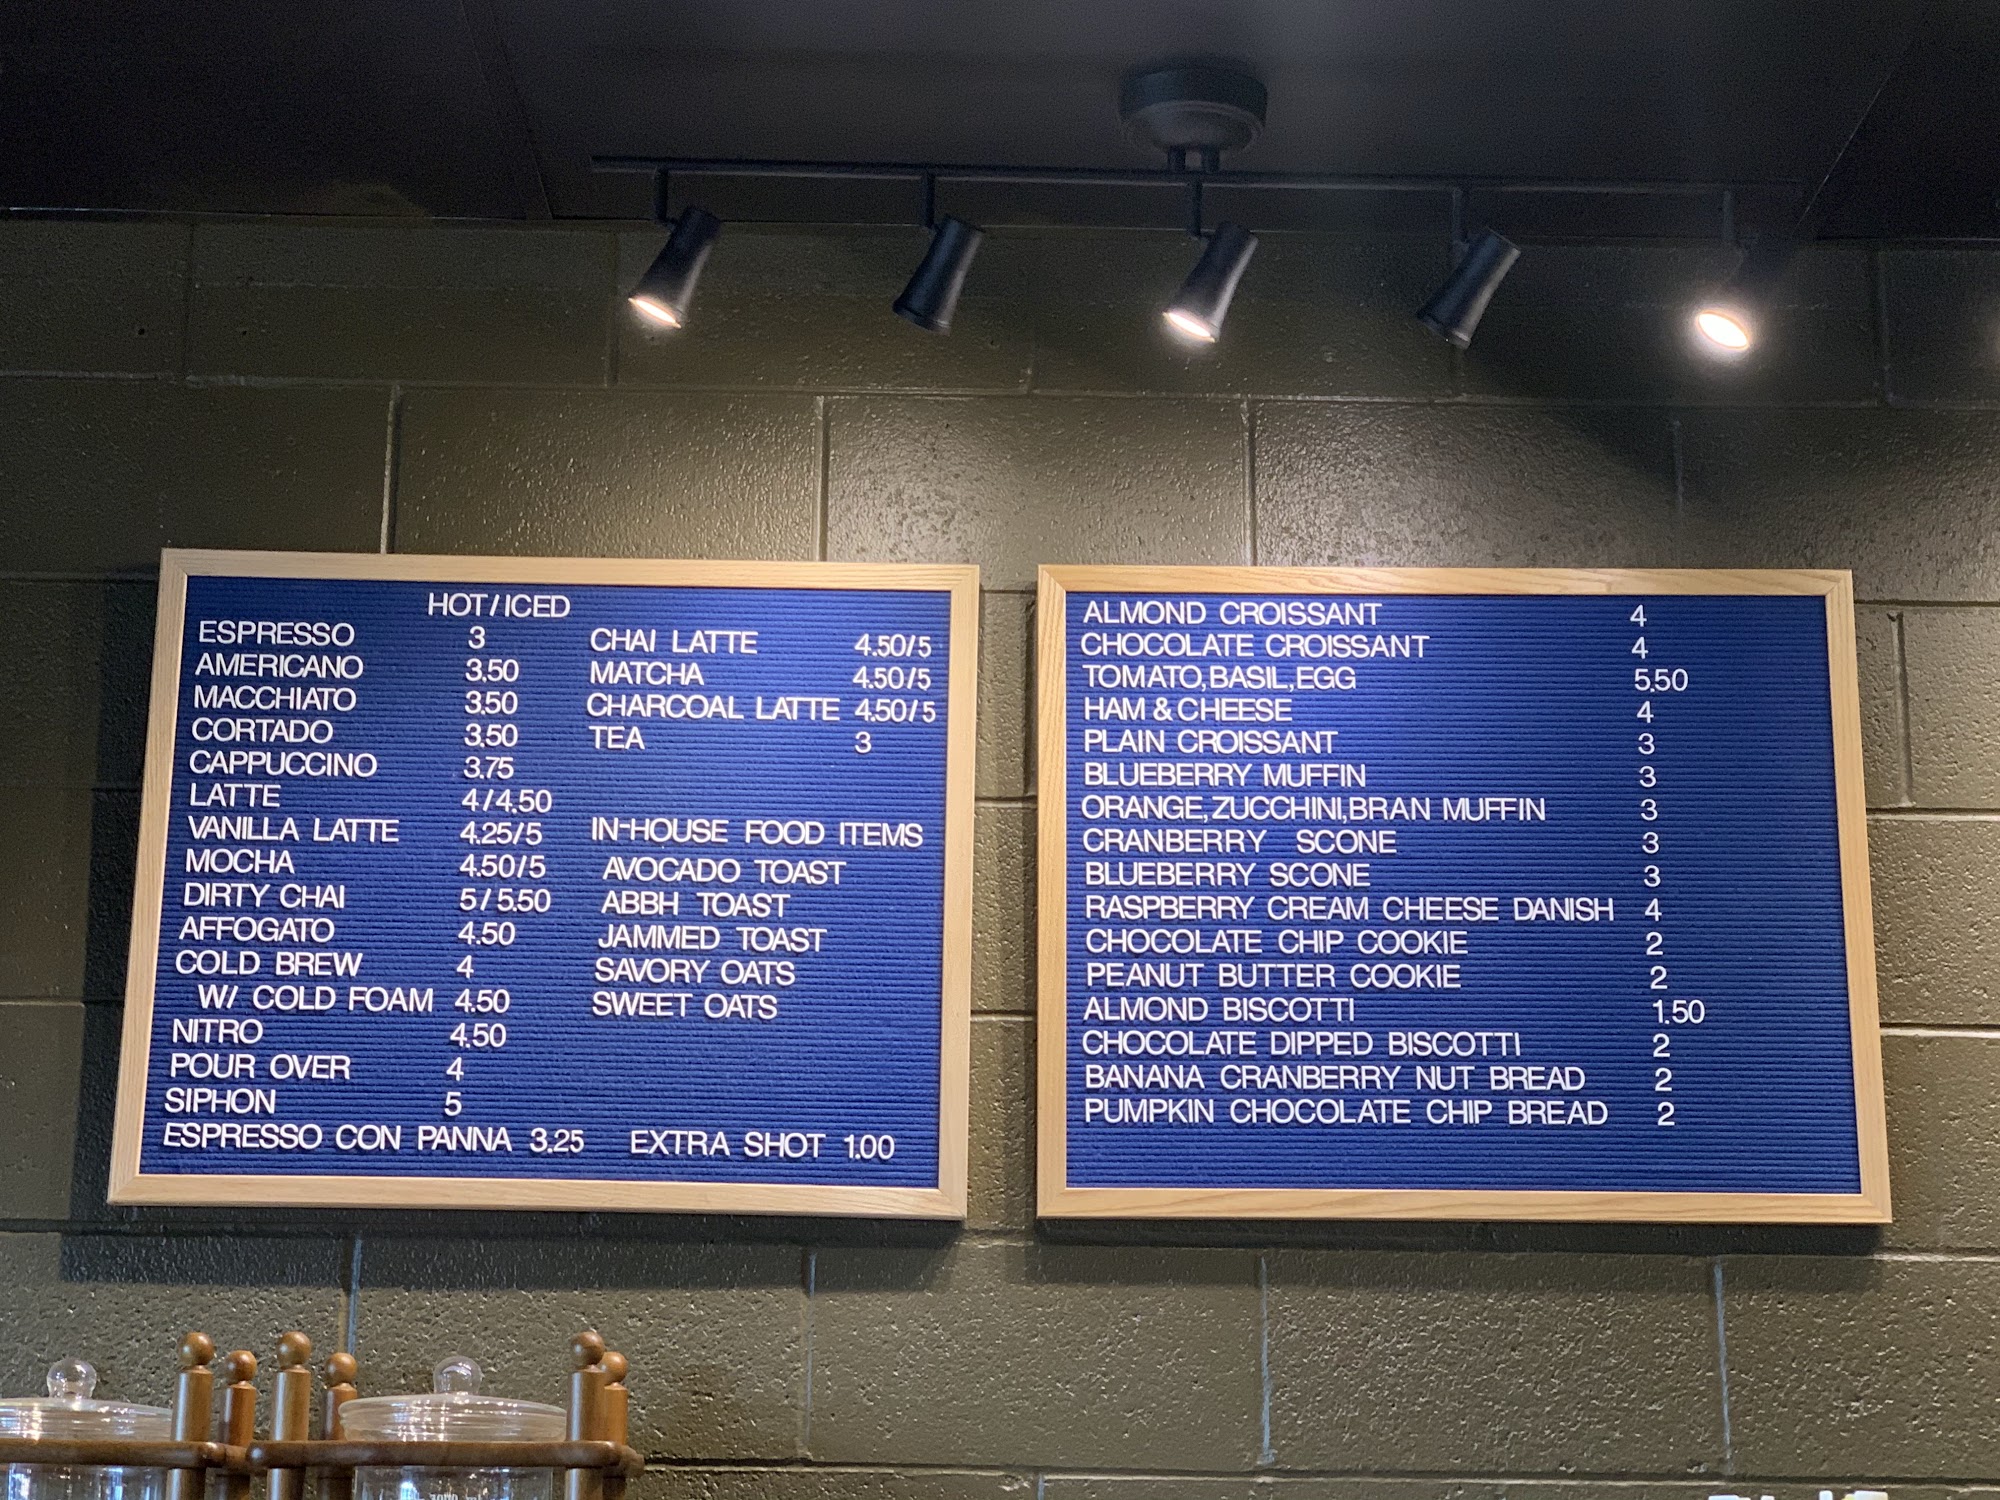 HOT/ICED
ESPRESSO 3
AMERICANO 3.50
MACCHIATO 3.50
CORTADO 3.50
CAPPUCCINO 3.75
LATTE 4/4.50
VANILLA LATTE 4.25/5
MOCHA 4.50/5
DIRTY CHAI 5/5.50
AFFOGATO 4.50
COLD BREW 4
W/ COLD FOAM 4.50
NITRO 4.50
POUR OVER 4
SIPHON 5
ESPRESSO CON PANNA 3.25
CHAI LATTE 4.50/5
MATCHA 4.50/5
CHARCOAL LATTE 4.50/5
TEA 3
IN-HOUSE FOOD ITEMS
AVOCADO TOAST
ABBH TOAST
JAMMED TOAST
SAVORY OATS
SWEET OATS
EXTRA SHOT 1.00
ALMOND CROISSANT 4
CHOCOLATE CROISSANT 4
TOMATO,BASIL,EGG 5.50
HAM & CHEESE 4
PLAIN CROISSANT 3
BLUEBERRY MUFFIN 3
ORANGE,ZUCCHINI,BRAN MUFFIN 3
CRANBERRY SCONE 3
BLUEBERRY SCONE 3
RASPBERRY CREAM CHEESE DANISH 4
CHOCOLATE CHIP COOKIE 2
PEANUT BUTTER COOKIE 2
ALMOND BISCOTTI 1.50
CHOCOLATE DIPPED BISCOTTI 2
BANANA CRANBERRY NUT BREAD 2
PUMPKIN CHOCOLATE CHIP BREAD 2